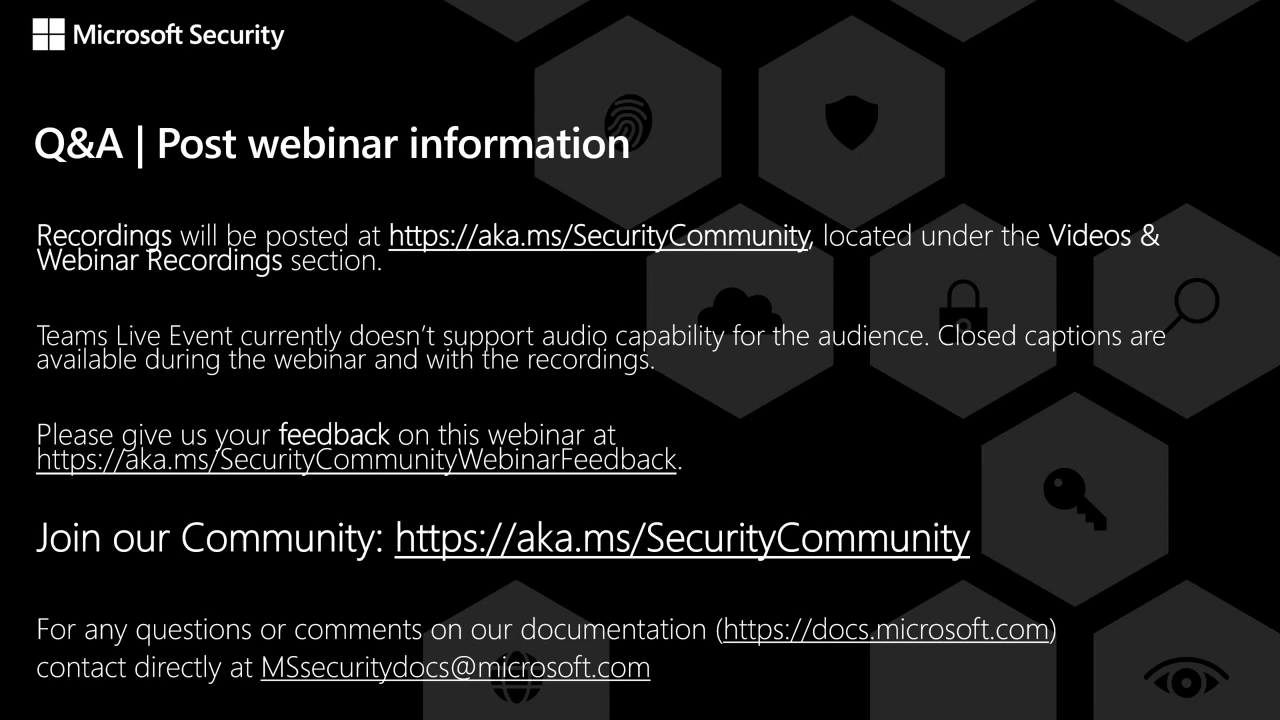 Microsoft Security
Q&A | Post webinar information
Recordings will be posted at https://aka.ms/SecurityCommunity, located under the Videos &
Webinar Recordings section.
Teams Live Event currently doesn’t support audio capability for the audience. Closed captions are
available during the webinar and with the recordings.
Please give us your feedback on this webinar at
https://aka.ms/SecurityCommunityWebinarFeedback.
Join our Community: https://aka.ms/SecurityCommunity
For any questions or comments on our documentation (https://docs.microsoft.com)
contact directly at MSsecuritydocs@microsoft.com